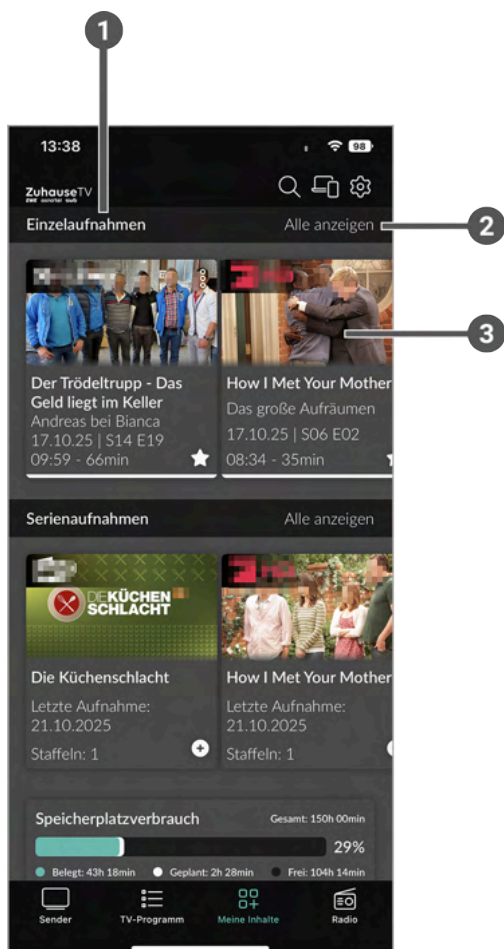 1
13:38
98
ZuhauseTV
Einzelaufnahmen
Alle anzeigen
2
3
Der Trödeltrupp - Das
Geld liegt im Keller
Andreas bei Bianca
17.10.25 | S14 E19
09:59 - 66min
How I Met Your Mother
Das große Aufräumen
17.10.25 | S06 E02
08:34 - 35min
Serienaufnahmen
Alle anzeigen
DIE KÜCHEN
SCHLACHT
Die Küchenschlacht
Letzte Aufnahme:
21.10.2025
Staffeln: 1
How I Met Your Mother
Letzte Aufnahme:
21.10.2025
Staffeln: 1
Speicherplatzverbrauch
Gesamt: 150h 00min
29%
Belegt: 43h 18min
Geplant: 2h 28min
Frei: 104h 14min
Sender
TV-Programm
Meine Inhalte
Radio